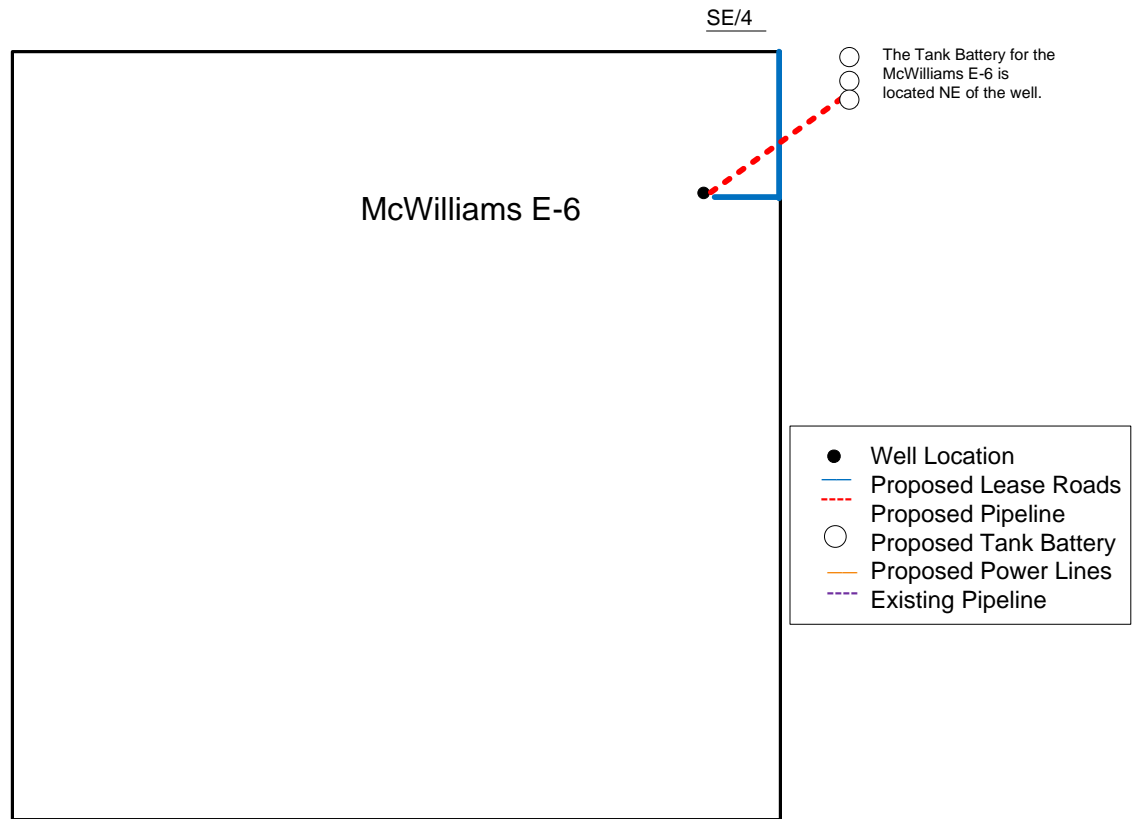 SE/4
The Tank Battery for the
McWilliams E-6 is
located NE of the well.
McWilliams E-6
Well Location
Proposed Lease Roads
Proposed Pipeline
Proposed Tank Battery
Proposed Power Lines
Existing Pipeline